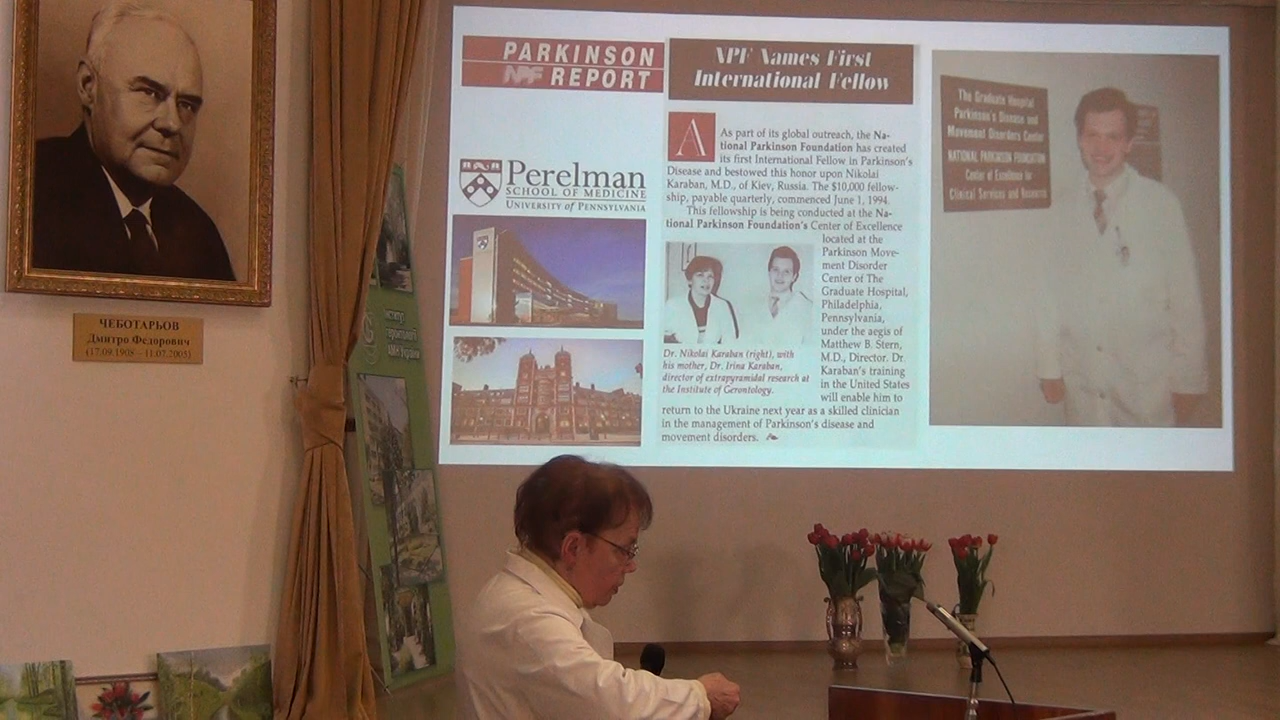 ЧЕБОТАРЬОВ
Дмитро Федорович
(17.09.1908 – 11.07.2005)
PARKINSON
NPF REPORT
Perelman
SCHOOL OF MEDICINE
UNIVERSITY of PENNSYLVANIA
NPF Names First
International Fellow
A
As part of its global outreach, the Na-
tional Parkinson Foundation has created
its first International Fellow in Parkinson's
Disease and bestowed this honor upon Nikolai
Karaban, M.D., of Kiev, Russia. The $10,000 fellow-
ship, payable quarterly, commenced June 1, 1994.
This fellowship is being conducted at the Na-
tional Parkinson Foundation's Center of Excellence
located at the
Parkinson Move-
ment Disorder
Center of The
Graduate Hospital,
Philadelphia,
Pennsylvania,
under the aegis of
Matthew B. Stern,
M.D., Director. Dr.
Karaban's training
in the United States
will enable him to
return to the Ukraine next year as a skilled clinician
in the management of Parkinson's disease and
movement disorders.
Dr. Nikolai Karaban (right), with
his mother, Dr. Irina Karaban,
director of extrapyramidal research at
the Institute of Gerontology.
The Graduate Hospital
Parkinson's Disease and
Movement Disorders Center
NATIONAL PARKINSON FOUNDATION
Center of Excellence for
Clinical Services and Research